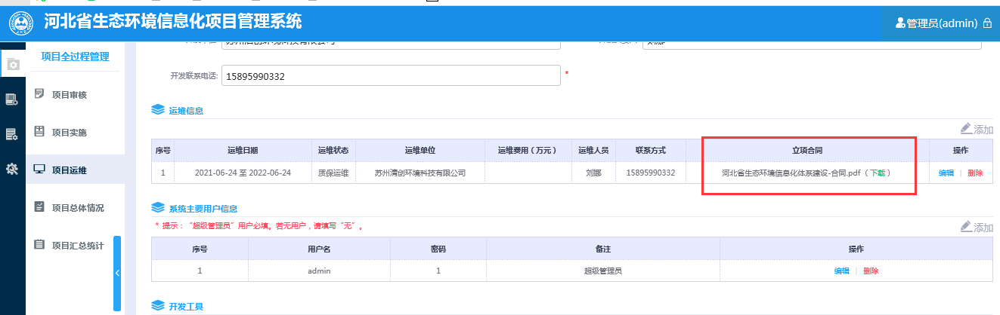 河北省生态环境信息化项目管理系统
管理员(admin)
项目全过程管理
项目审核
项目实施
项目运维
项目总体情况
项目汇总统计
开发联系电话:
15895990332
*
运维信息
添加
序号 运维日期 运维状态 运维单位 运维费用（万元） 运维人员 联系方式 立项合同 操作
1 2021-06-24 至 2022-06-24 质保运维 苏州清创环境科技有限公司 刘娜 15895990332 河北省生态环境信息化体系建设-合同.pdf（下载） 编辑 | 删除
系统主要用户信息
* 提示：“超级管理员”用户必填。若无用户，请填写“无”。
添加
序号 用户名 密码 备注 操作
1 admin 1 超级管理员 编辑 | 删除
开发工具